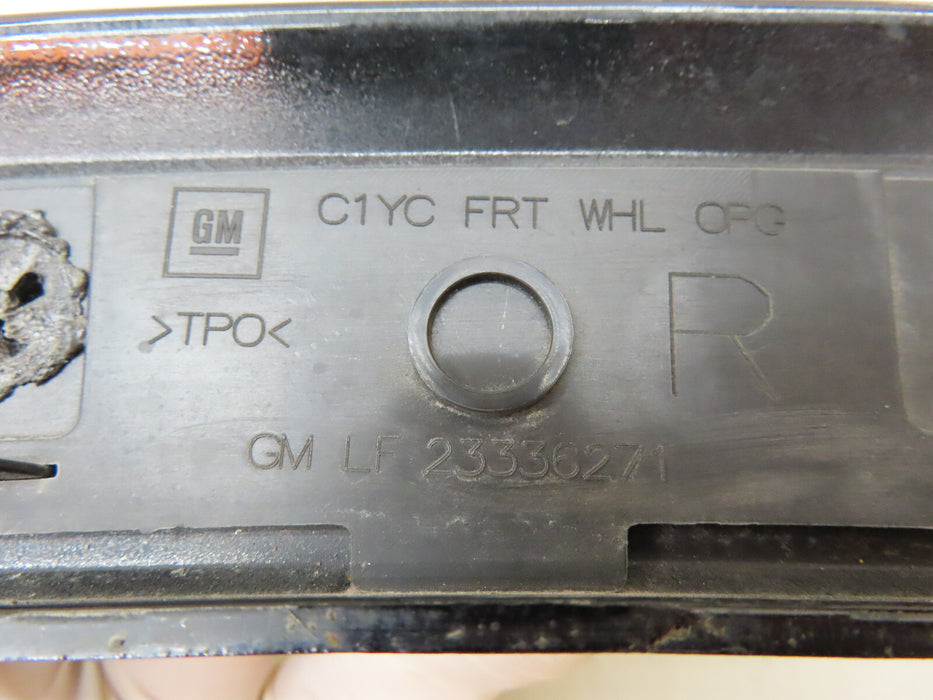 GM
C1YC FRT WHL OPG
>TPO<
R
GM LF 23336271